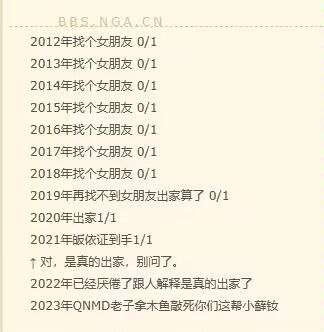 BBS.NGA.CN
2012年找个女朋友 0/1
2013年找个女朋友 0/1
2014年找个女朋友 0/1
2015年找个女朋友 0/1
2016年找个女朋友 0/1
2017年找个女朋友 0/1
2018年找个女朋友 0/1
2019年再找不到女朋友出家算了 0/1
2020年出家1/1
2021年皈依证到手1/1
↑ 对，是真的出家，别问了。
2022年已经厌倦了跟人解释是真的出家了
2023年QNMD老子拿木鱼敲死你们这帮小藓钕